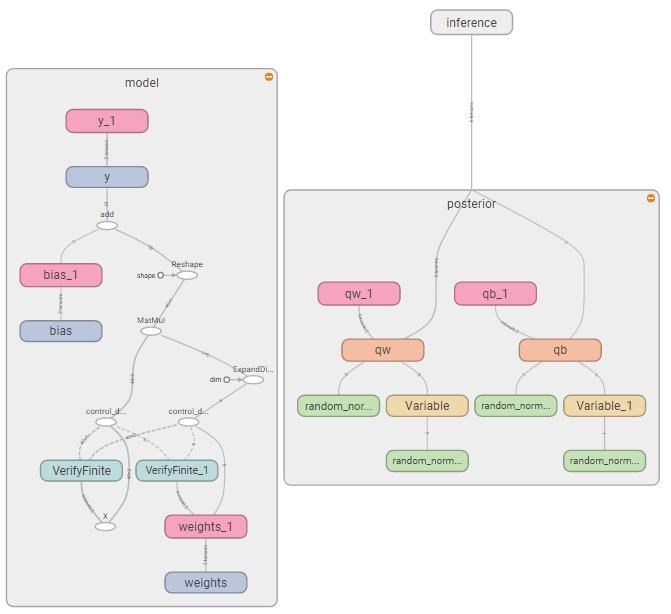 inference
model
y_1
y
add
Reshape
shape
bias_1
bias
MatMul
ExpandDi...
dim
control_d...
control_d...
VerifyFinite
VerifyFinite_1
x
weights_1
weights
posterior
qw_1
qb_1
qw
qb
random_nor...
Variable
random_norm...
Variable_1
random_norm...
random_norm...